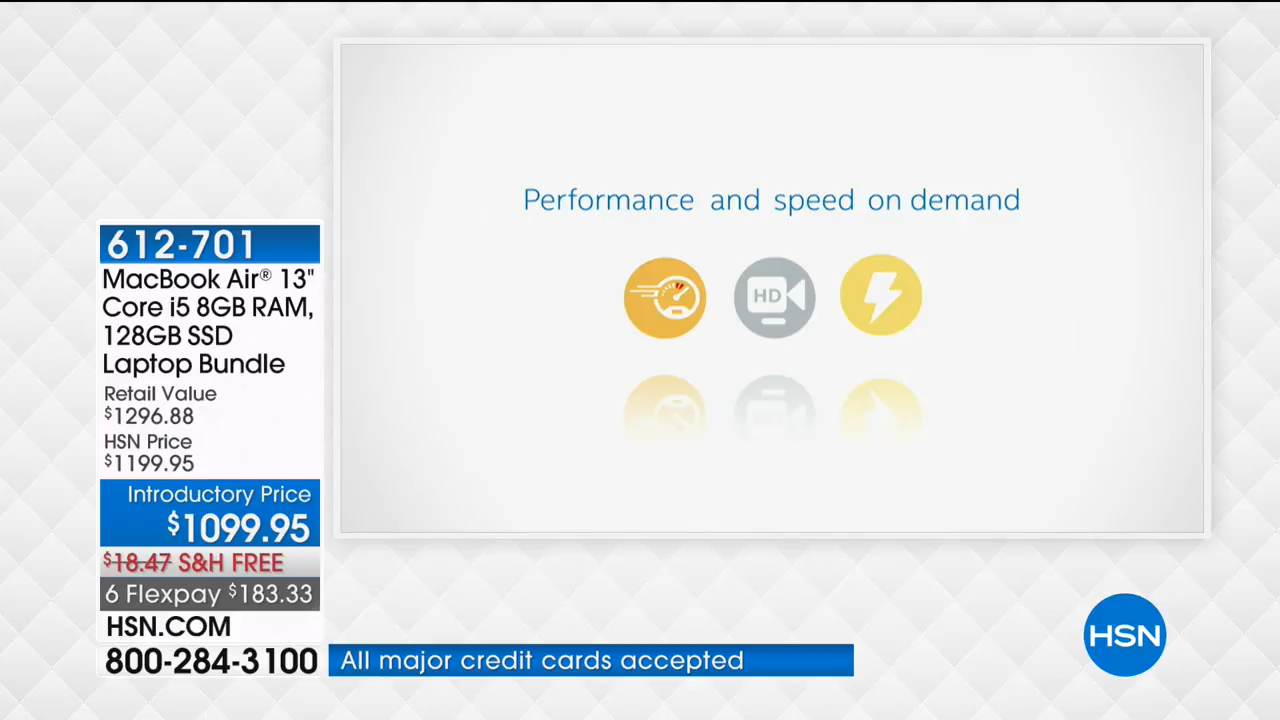 Performance and speed on demand
HD
612-701
MacBook Air® 13"
Core i5 8GB RAM,
128GB SSD
Laptop Bundle
Retail Value
$1296.88
HSN Price
$1199.95
Introductory Price
$1099.95
$18.47 S&H FREE
6 Flexpay $183.33
HSN.COM
800-284-3100
All major credit cards accepted
HSN